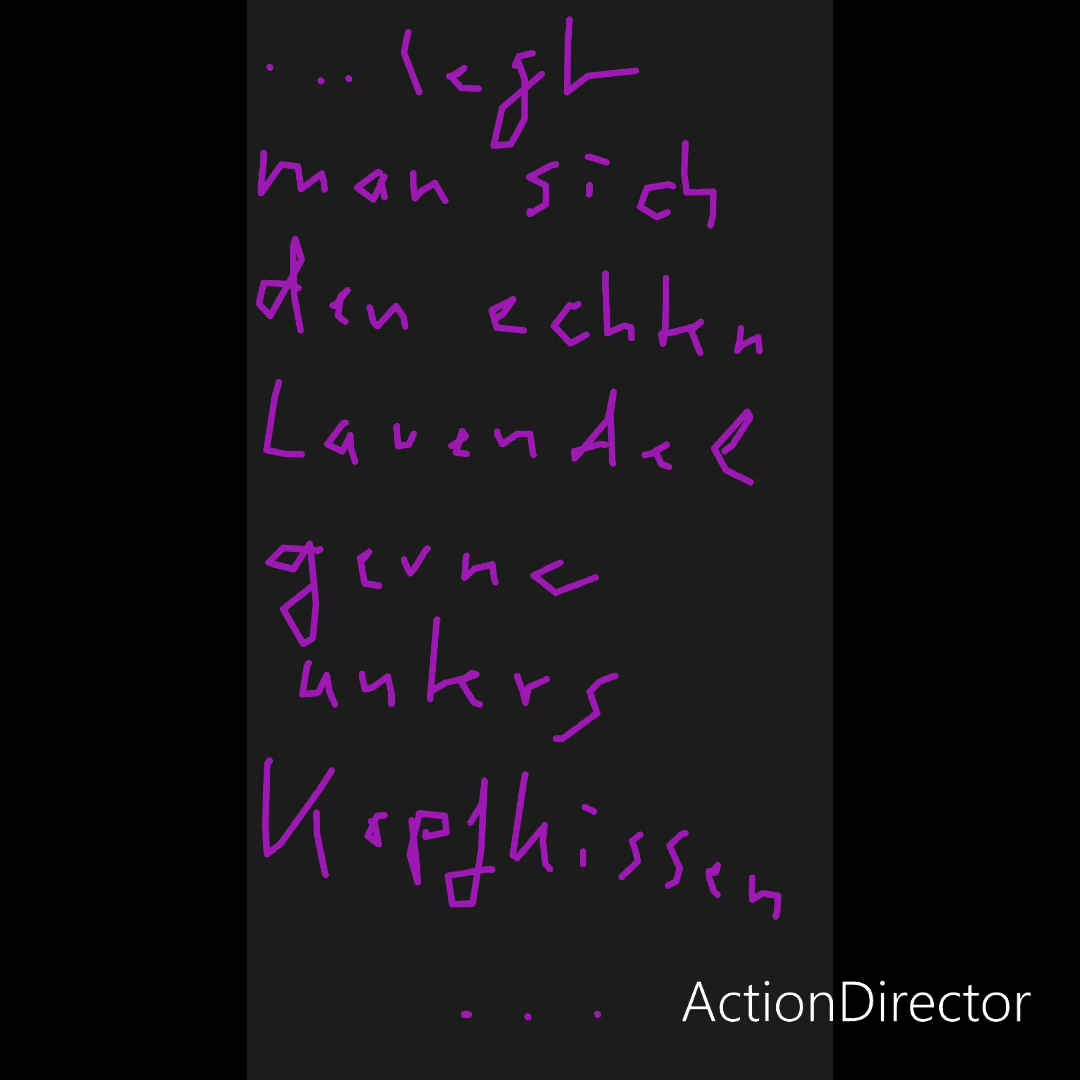 ... legt
man sich
den echten
Lavendel
gerne
unters
Kopfkissen
...
ActionDirector